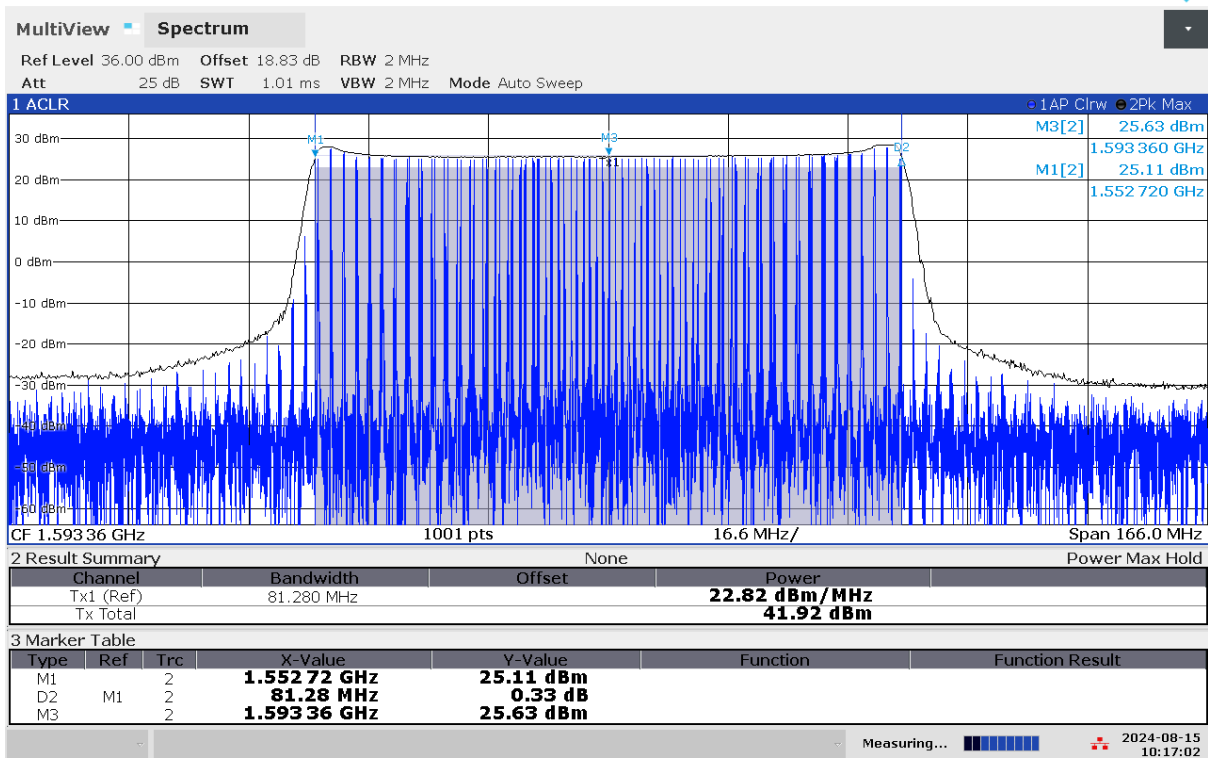 MultiView Spectrum
Ref Level 36.00 dBm Offset 18.83 dB RBW 2 MHz
Att 25 dB SWT 1.01 ms VBW 2 MHz Mode Auto Sweep
1 ACLR 1AP Clrw 2Pk Max
M3[2] 25.63 dBm
1.593 360 GHz
M1[2] 25.11 dBm
1.552 720 GHz
30 dBm
20 dBm
10 dBm
0 dBm
-10 dBm
-20 dBm
-30 dBm
-40 dBm
-50 dBm
-60 dBm
M1
M3
D2
x1
CF 1.593 36 GHz 1001 pts 16.6 MHz/ Span 166.0 MHz
2 Result Summary None Power Max Hold
Channel Bandwidth Offset Power
Tx1 (Ref) 81.280 MHz 22.82 dBm/MHz
Tx Total 41.92 dBm
3 Marker Table
Type Ref Trc X-Value Y-Value Function Function Result
M1 2 1.552 72 GHz 25.11 dBm
D2 M1 2 81.28 MHz 0.33 dB
M3 2 1.593 36 GHz 25.63 dBm
Measuring... 2024-08-15
10:17:02